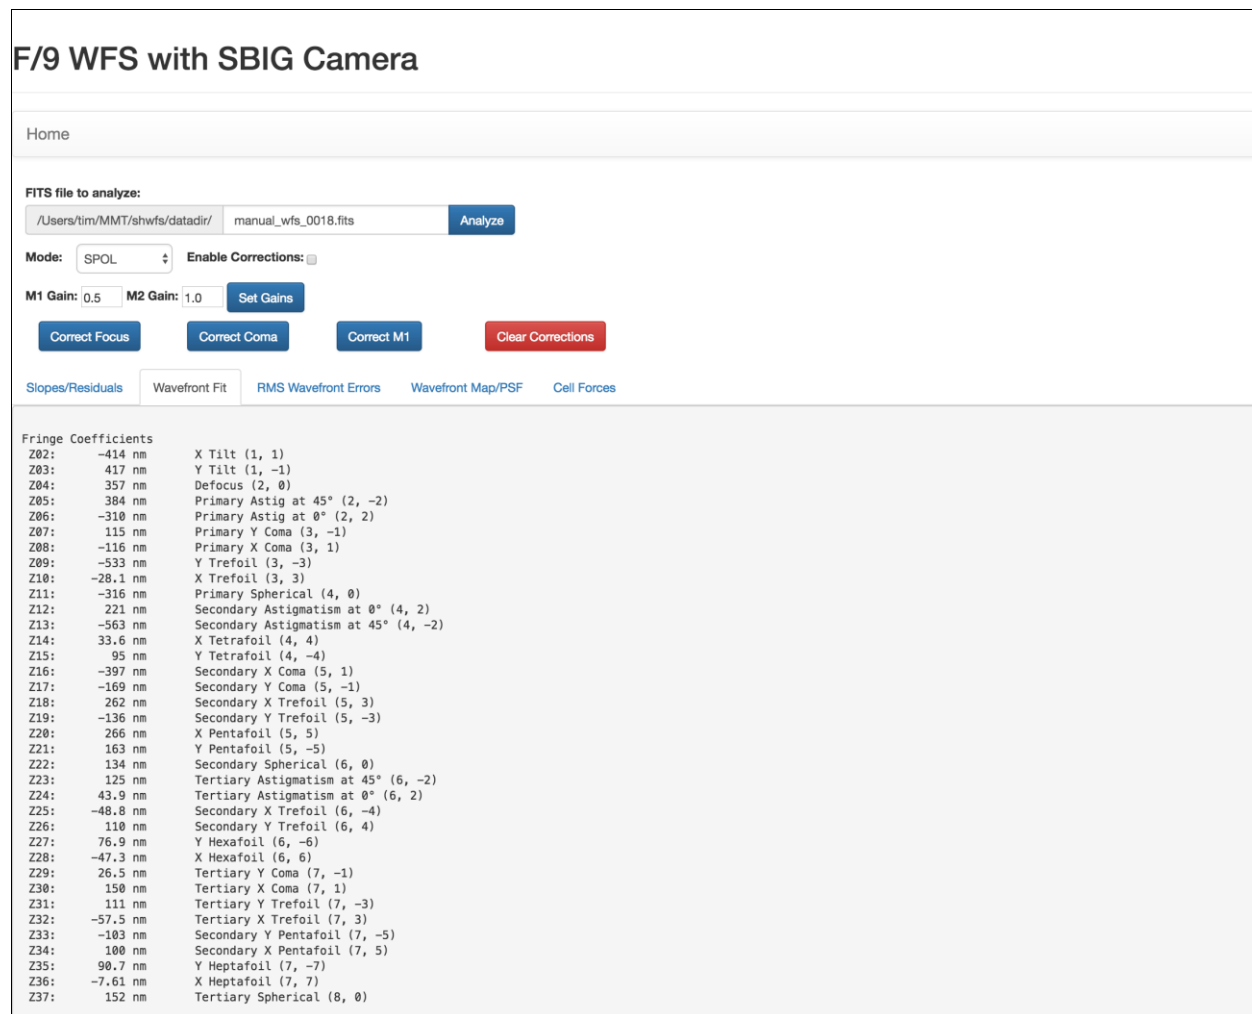 F/9 WFS with SBIG Camera
Home
FITS file to analyze:
/Users/tim/MMT/shwfs/datadir/ manual_wfs_0018.fits Analyze
Mode: SPOL Enable Corrections:
M1 Gain: 0.5 M2 Gain: 1.0 Set Gains
Correct Focus Correct Coma Correct M1 Clear Corrections
Slopes/Residuals Wavefront Fit RMS Wavefront Errors Wavefront Map/PSF Cell Forces
Fringe Coefficients
Z02: -414 nm X Tilt (1, 1)
Z03: 417 nm Y Tilt (1, -1)
Z04: 357 nm Defocus (2, 0)
Z05: 384 nm Primary Astig at 45° (2, -2)
Z06: -310 nm Primary Astig at 0° (2, 2)
Z07: 115 nm Primary Y Coma (3, -1)
Z08: -116 nm Primary X Coma (3, 1)
Z09: -533 nm Y Trefoil (3, -3)
Z10: -28.1 nm X Trefoil (3, 3)
Z11: -316 nm Primary Spherical (4, 0)
Z12: 221 nm Secondary Astigmatism at 0° (4, 2)
Z13: -563 nm Secondary Astigmatism at 45° (4, -2)
Z14: 33.6 nm X Tetrafoil (4, 4)
Z15: 95 nm Y Tetrafoil (4, -4)
Z16: -397 nm Secondary X Coma (5, 1)
Z17: -169 nm Secondary Y Coma (5, -1)
Z18: 262 nm Secondary X Trefoil (5, 3)
Z19: -136 nm Secondary Y Trefoil (5, -3)
Z20: 266 nm X Pentafoil (5, 5)
Z21: 163 nm Y Pentafoil (5, -5)
Z22: 134 nm Secondary Spherical (6, 0)
Z23: 125 nm Tertiary Astigmatism at 45° (6, -2)
Z24: 43.9 nm Tertiary Astigmatism at 0° (6, 2)
Z25: -48.8 nm Secondary X Trefoil (6, -4)
Z26: 110 nm Secondary Y Trefoil (6, 4)
Z27: 76.9 nm Y Hexafoil (6, -6)
Z28: -47.3 nm X Hexafoil (6, 6)
Z29: 26.5 nm Tertiary Y Coma (7, -1)
Z30: 150 nm Tertiary X Coma (7, 1)
Z31: 111 nm Tertiary Y Trefoil (7, -3)
Z32: -57.5 nm Tertiary X Trefoil (7, 3)
Z33: -103 nm Secondary Y Pentafoil (7, -5)
Z34: 100 nm Secondary X Pentafoil (7, 5)
Z35: 90.7 nm Y Heptafoil (7, -7)
Z36: -7.61 nm X Heptafoil (7, 7)
Z37: 152 nm Tertiary Spherical (8, 0)